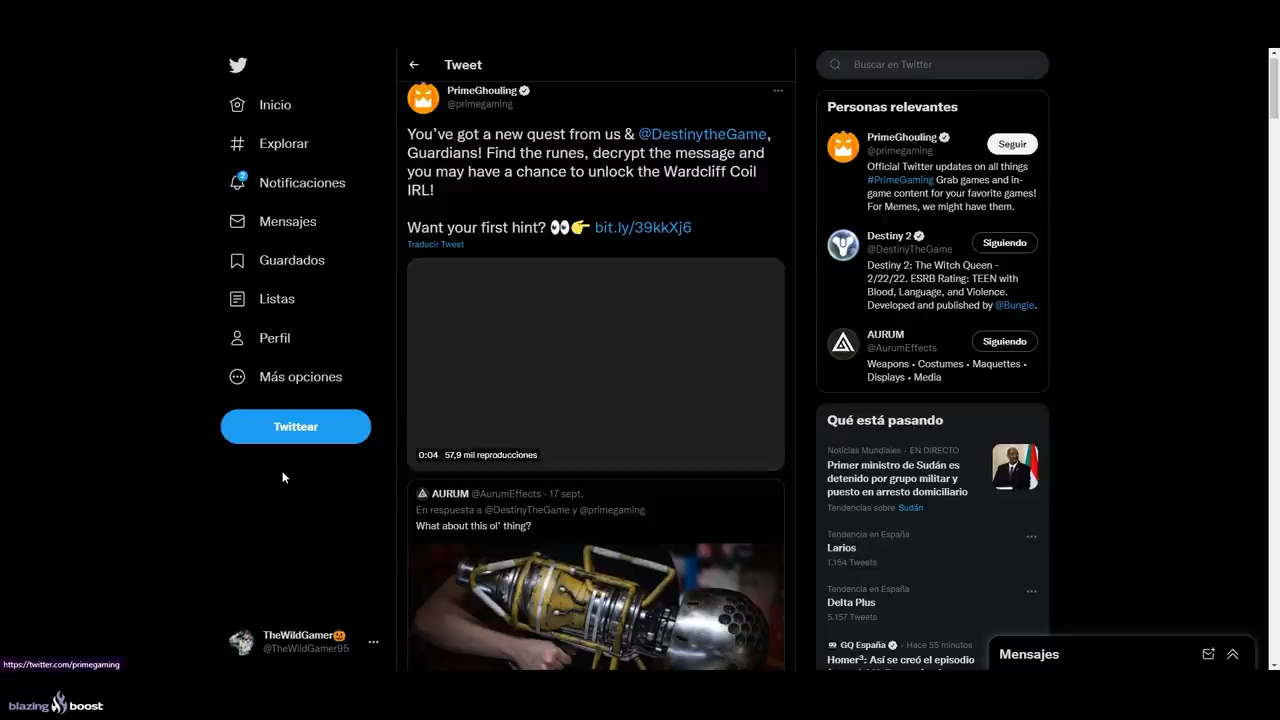 Inicio
Explorar
2
Notificaciones
Mensajes
Guardados
Listas
Perfil
Más opciones
Twittear
TheWildGamer🎃
@TheWildGamer95
https://twitter.com/primegaming
blazing boost
Tweet
PrimeGhouling
@primegaming
You’ve got a new quest from us & @DestinytheGame,
Guardians! Find the runes, decrypt the message and
you may have a chance to unlock the Wardcliff Coil
IRL!
Want your first hint? 👀👉 bit.ly/39kkXj6
Traducir Tweet
0:04 57,9 mil reproducciones
AURUM @AurumEffects · 17 sept.
En respuesta a @DestinyTheGame y @primegaming
What about this ol’ thing?
Buscar en Twitter
Personas relevantes
PrimeGhouling
@primegaming
Seguir
Official Twitter updates on all things
#PrimeGaming Grab games and in-
game content for your favorite games!
For Memes, we might have them.
Destiny 2
@DestinyTheGame
Siguiendo
Destiny 2: The Witch Queen -
2/22/22. ESRB Rating: TEEN with
Blood, Language, and Violence.
Developed and published by @Bungie.
AURUM
@AurumEffects
Siguiendo
Weapons • Costumes • Maquettes •
Displays • Media
Qué está pasando
Noticias Mundiales · EN DIRECTO
Primer ministro de Sudán es
detenido por grupo militar y
puesto en arresto domiciliario
Tendencias sobre Sudán
Tendencia en España
Larios
1.154 Tweets
Tendencia en España
Delta Plus
5.157 Tweets
GQ España · Hace 55 minutos
Homer³: Así se creó el episodio
Mensajes